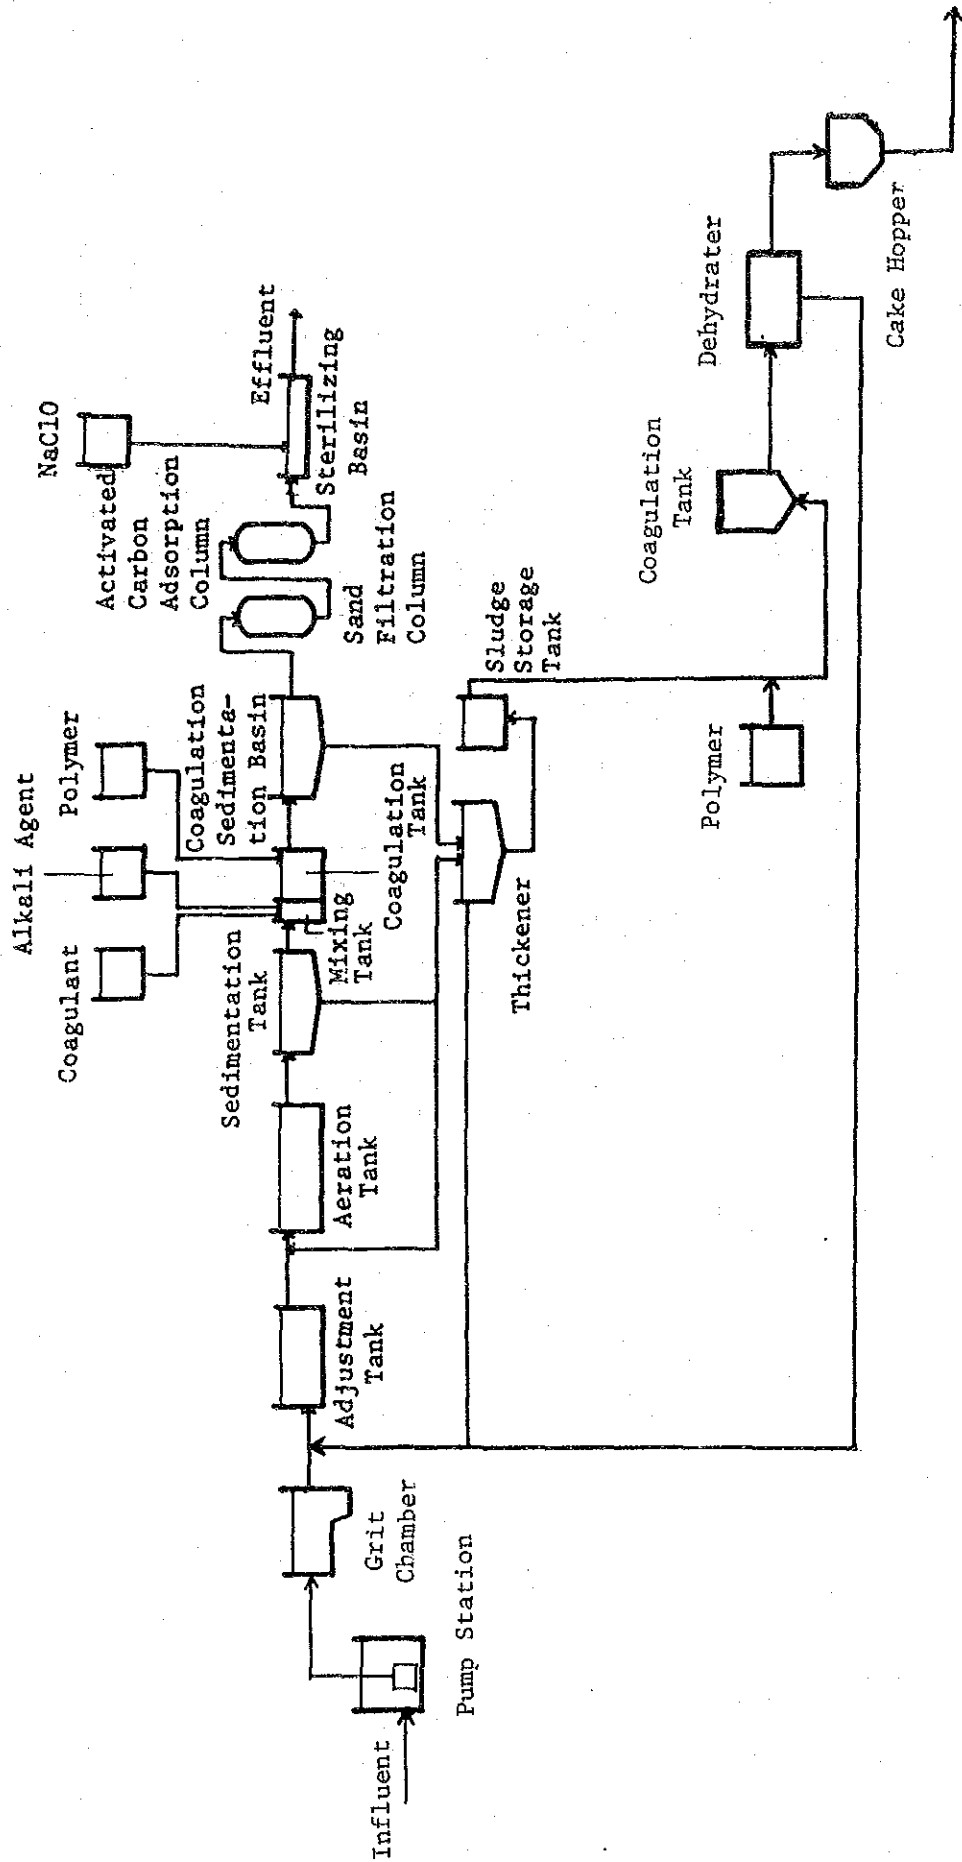 Influent
Pump Station
Grit
Chamber
Adjustment
Tank
Aeration
Tank
Sedimentation
Tank
Mixing
Tank
Coagulant
Alkali Agent
Polymer
Coagulation
Tank
Coagulation
Sedimenta-
tion Basin
Sand
Filtration
Column
Activated
Carbon
Adsorption
Column
NaClO
Sterilizing
Basin
Effluent
Thickener
Sludge
Storage
Tank
Polymer
Coagulation
Tank
Dehydrater
Cake Hopper